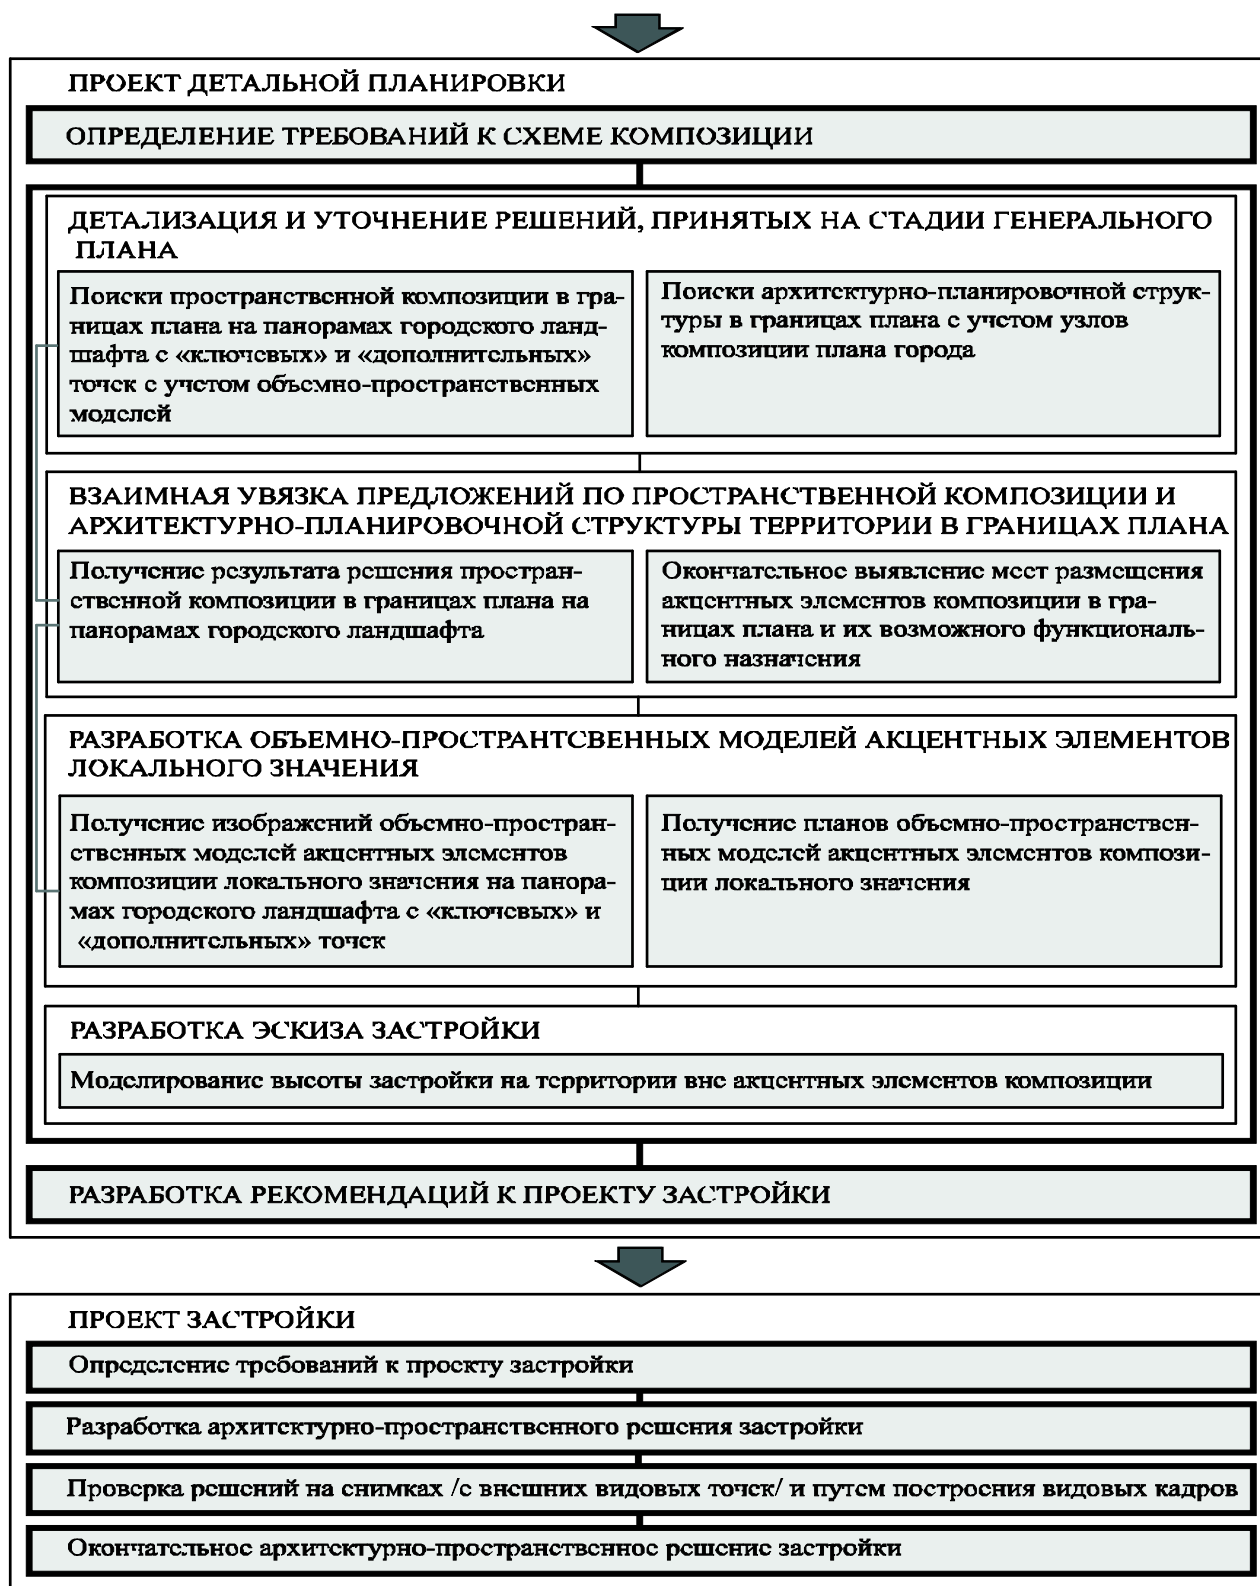 ПРОЕКТ ДЕТАЛЬНОЙ ПЛАНИРОВКИ
ОПРЕДЕЛЕНИЕ ТРЕБОВАНИЙ К СХЕМЕ КОМПОЗИЦИИ
ДЕТАЛИЗАЦИЯ И УТОЧНЕНИЕ РЕШЕНИЙ, ПРИНЯТЫХ НА СТАДИИ ГЕНЕРАЛЬНОГО
ПЛАНА
Поиски пространственной композиции в гра-
ницах плана на панорамах городского ланд-
шафта с «ключевых» и «дополнительных»
точек с учетом объемно-пространственных
моделей
Поиски архитектурно-планировочной струк-
туры в границах плана с учетом узлов
композиции плана города
ВЗАИМНАЯ УВЯЗКА ПРЕДЛОЖЕНИЙ ПО ПРОСТРАНСТВЕННОЙ КОМПОЗИЦИИ И
АРХИТЕКТУРНО-ПЛАНИРОВОЧНОЙ СТРУКТУРЫ ТЕРРИТОРИИ В ГРАНИЦАХ ПЛАНА
Получение результата решения простран-
ственной композиции в границах плана на
панорамах городского ландшафта
Окончательное выявление мест размещения
акцентных элементов композиции в гра-
ницах плана и их возможного функциональ-
ного назначения
РАЗРАБОТКА ОБЪЕМНО-ПРОСТРАНТСВЕННЫХ МОДЕЛЕЙ АКЦЕНТНЫХ ЭЛЕМЕНТОВ
ЛОКАЛЬНОГО ЗНАЧЕНИЯ
Получение изображений объемно-простран-
ственных моделей акцентных элементов
композиции локального значения на панора-
мах городского ландшафта с «ключевых» и
«дополнительных» точек
Получение планов объемно-пространствен-
ных моделей акцентных элементов компози-
ции локального значения
РАЗРАБОТКА ЭСКИЗА ЗАСТРОЙКИ
Моделирование высоты застройки на территории вне акцентных элементов композиции
РАЗРАБОТКА РЕКОМЕНДАЦИЙ К ПРОЕКТУ ЗАСТРОЙКИ
ПРОЕКТ ЗАСТРОЙКИ
Определение требований к проекту застройки
Разработка архитектурно-пространственного решения застройки
Проверка решений на снимках /с внешних видовых точек/ и путем построения видовых кадров
Окончательное архитектурно-пространственное решение застройки